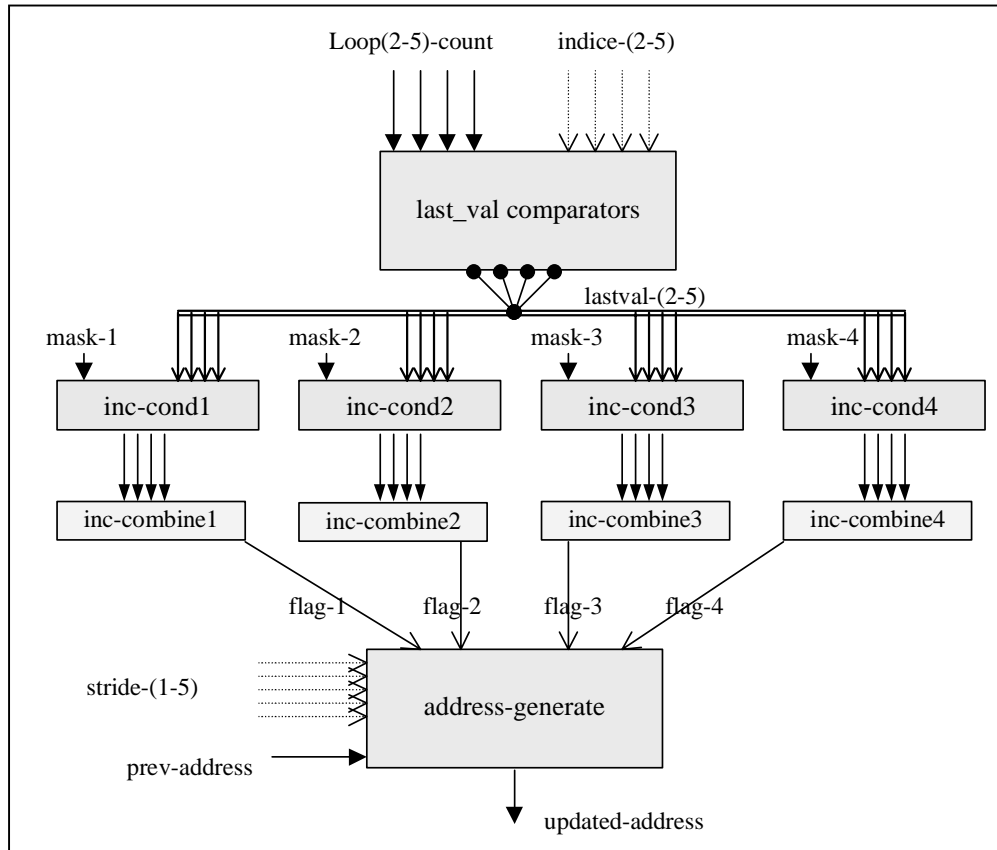 Loop(2-5)-count
indice-(2-5)
last_val comparators
lastval-(2-5)
mask-1
mask-2
mask-3
mask-4
inc-cond1
inc-cond2
inc-cond3
inc-cond4
inc-combine1
inc-combine2
inc-combine3
inc-combine4
flag-1
flag-2
flag-3
flag-4
stride-(1-5)
address-generate
prev-address
updated-address